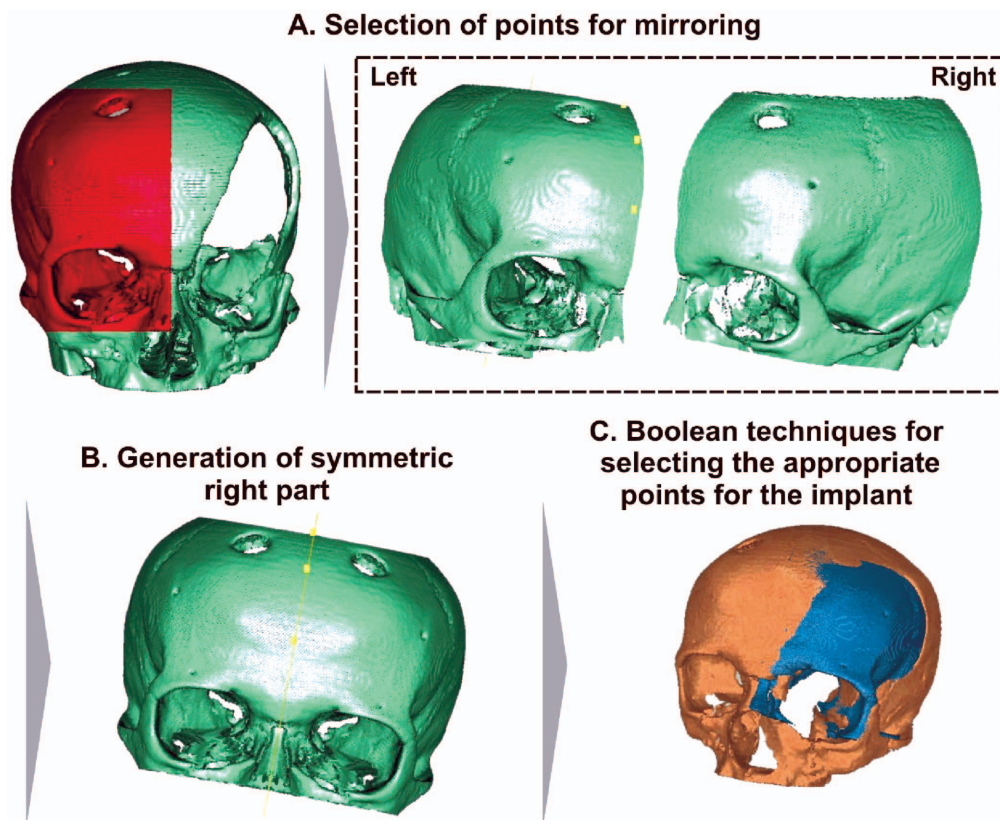 A. Selection of points for mirroring
Left
Right
B. Generation of symmetric
right part
C. Boolean techniques for
selecting the appropriate
points for the implant